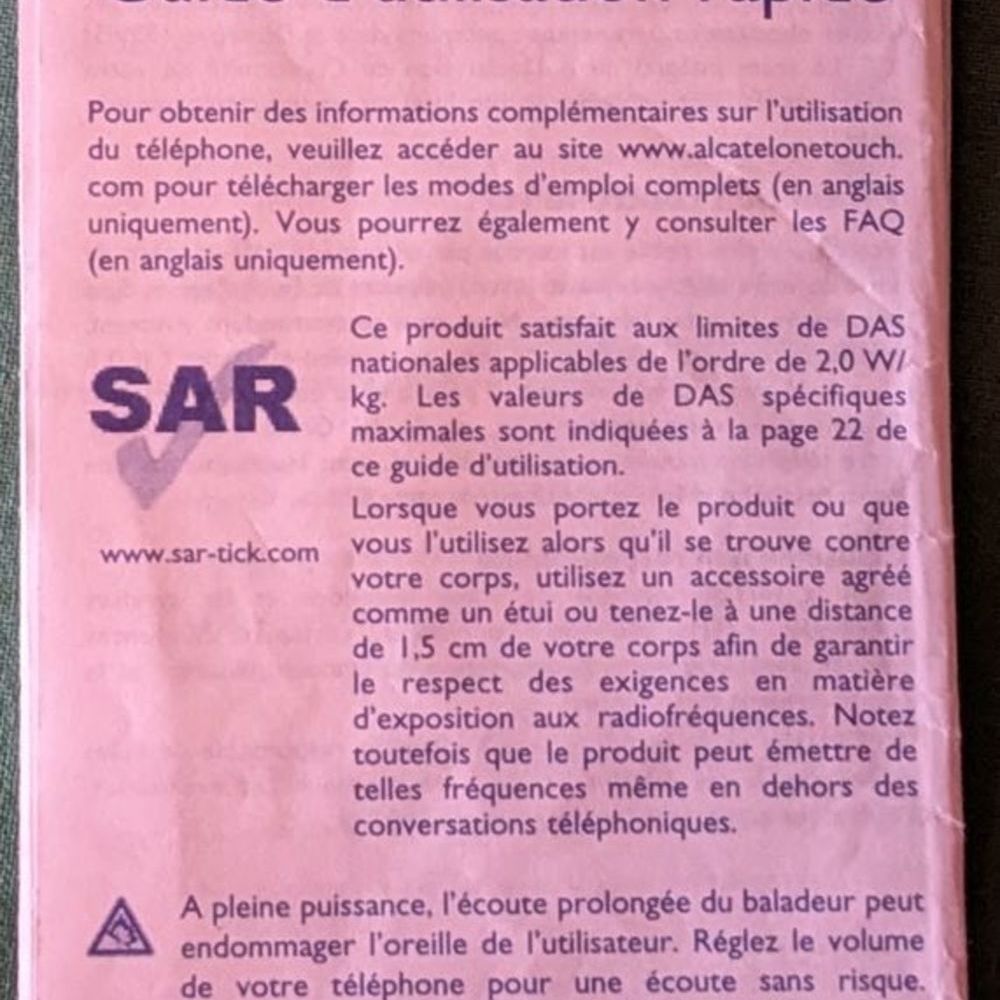 Pour obtenir des informations complémentaires sur l'utilisation
du téléphone, veuillez accéder au site www.alcatelonetouch.
com pour télécharger les modes d'emploi complets (en anglais
uniquement). Vous pourrez également y consulter les FAQ
(en anglais uniquement).
SAR
www.sar-tick.com
Ce produit satisfait aux limites de DAS
nationales applicables de l'ordre de 2,0 W/
kg. Les valeurs de DAS spécifiques
maximales sont indiquées à la page 22 de
ce guide d'utilisation.
Lorsque vous portez le produit ou que
vous l'utilisez alors qu'il se trouve contre
votre corps, utilisez un accessoire agréé
comme un étui ou tenez-le à une distance
de 1,5 cm de votre corps afin de garantir
le respect des exigences en matière
d'exposition aux radiofréquences. Notez
toutefois que le produit peut émettre de
telles fréquences même en dehors des
conversations téléphoniques.
A pleine puissance, l'écoute prolongée du baladeur peut
endommager l'oreille de l'utilisateur. Réglez le volume
de votre téléphone pour une écoute sans risque.